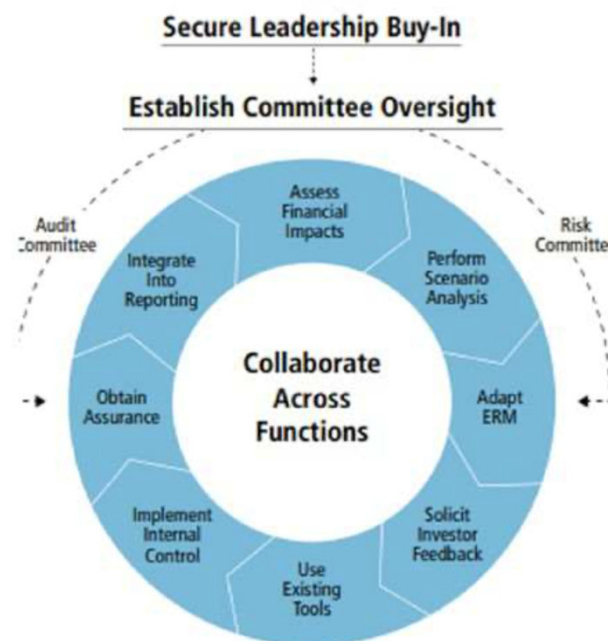 Secure Leadership Buy-In
Establish Committee Oversight
Audit
Committee
Risk
Committe
Assess
Financial
Impacts
Perform
Scenario
Analysis
Adapt
ERM
Solicit
Investor
Feedback
Use
Existing
Tools
Implement
Internal
Control
Obtain
Assurance
Integrate
Into
Reporting
Collaborate
Across
Functions